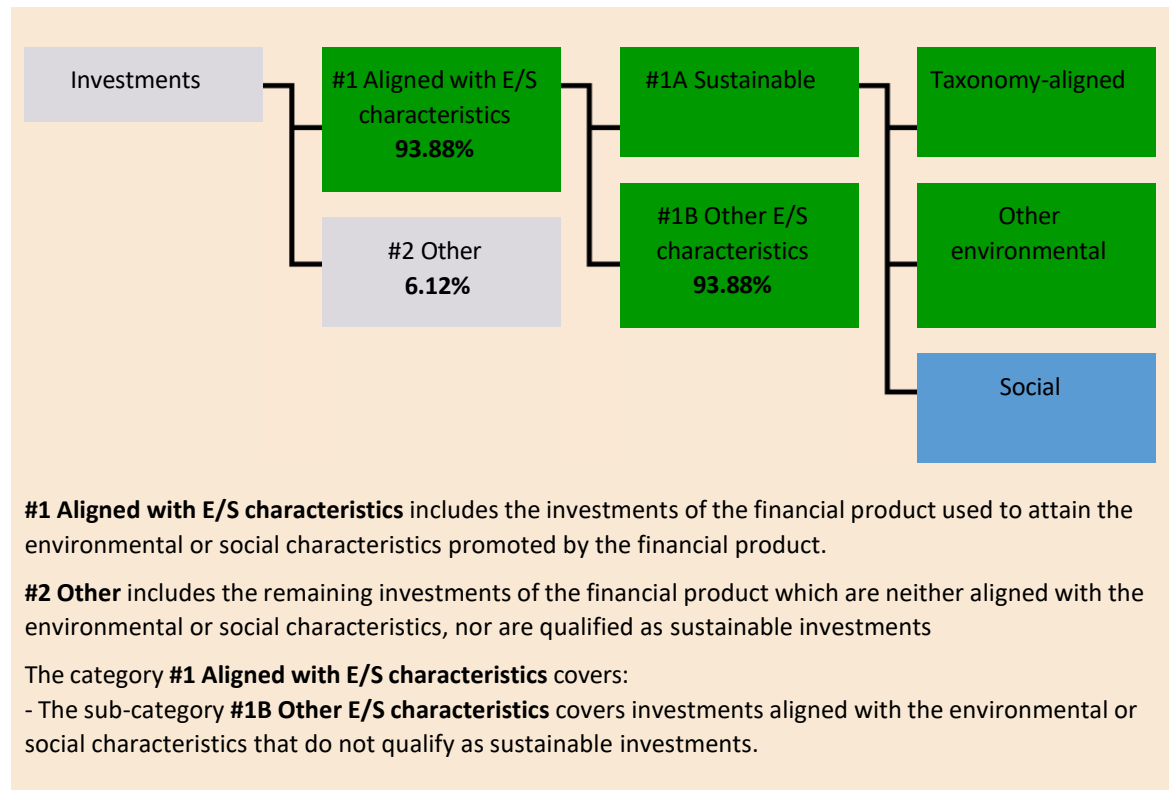 Investments
#1 Aligned with E/S
characteristics
93.88%
#2 Other
6.12%
#1A Sustainable
#1B Other E/S
characteristics
93.88%
Taxonomy-aligned
Other
environmental
Social
#1 Aligned with E/S characteristics includes the investments of the financial product used to attain the
environmental or social characteristics promoted by the financial product.
#2 Other includes the remaining investments of the financial product which are neither aligned with the
environmental or social characteristics, nor are qualified as sustainable investments
The category #1 Aligned with E/S characteristics covers:
- The sub-category #1B Other E/S characteristics covers investments aligned with the environmental or
social characteristics that do not qualify as sustainable investments.